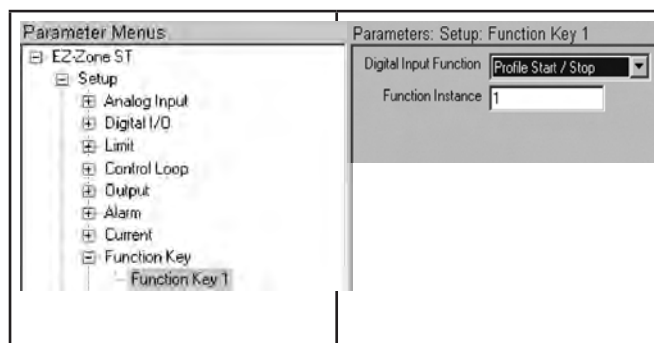 Parameter Menus
EZ-Zone ST
Setup
Analog Input
Digital I/O
Limit
Control Loop
Output
Alarm
Current
Function Key
Function Key 1
Parameters: Setup: Function Key 1
Digital Input Function Profile Start / Stop
Function Instance 1